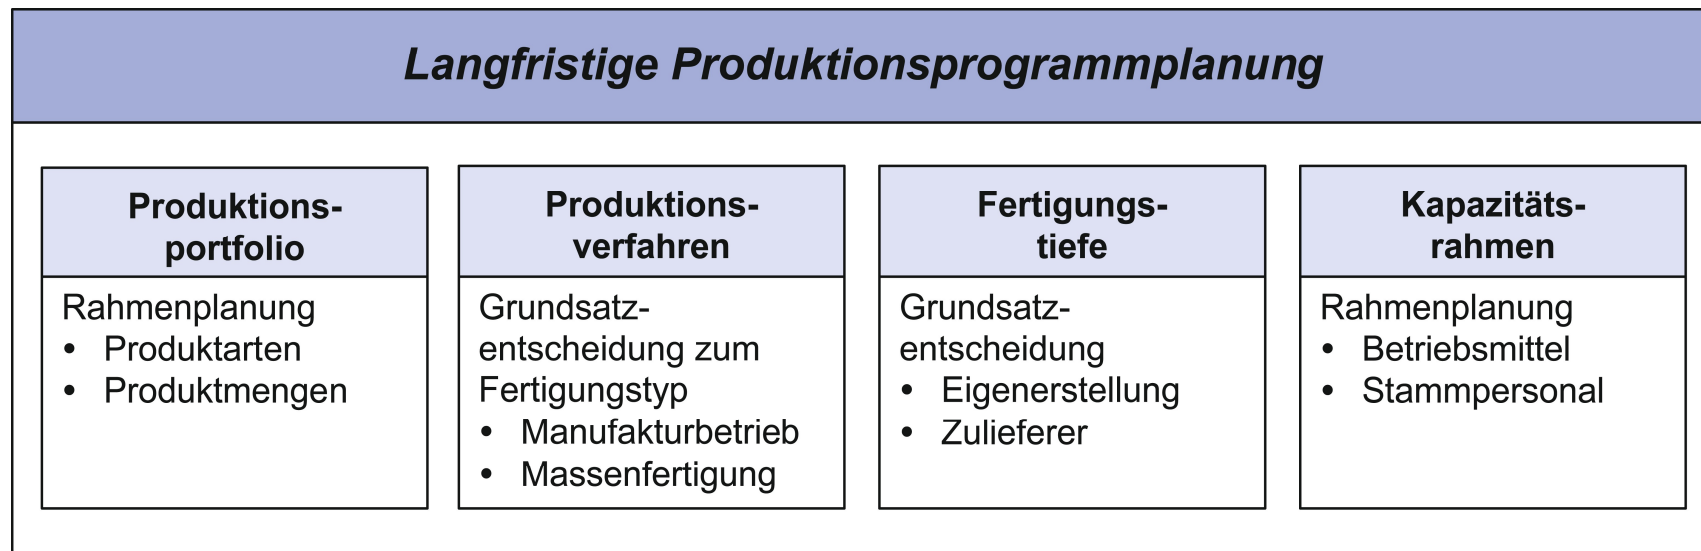 Langfristige Produktionsprogrammplanung
Produktions-
portfolio
Rahmenplanung
• Produktarten
• Produktmengen
Produktions-
verfahren
Grundsatz-
entscheidung zum
Fertigungstyp
• Manufakturbetrieb
• Massenfertigung
Fertigungs-
tiefe
Grundsatz-
entscheidung
• Eigenerstellung
• Zulieferer
Kapazitäts-
rahmen
Rahmenplanung
• Betriebsmittel
• Stammpersonal